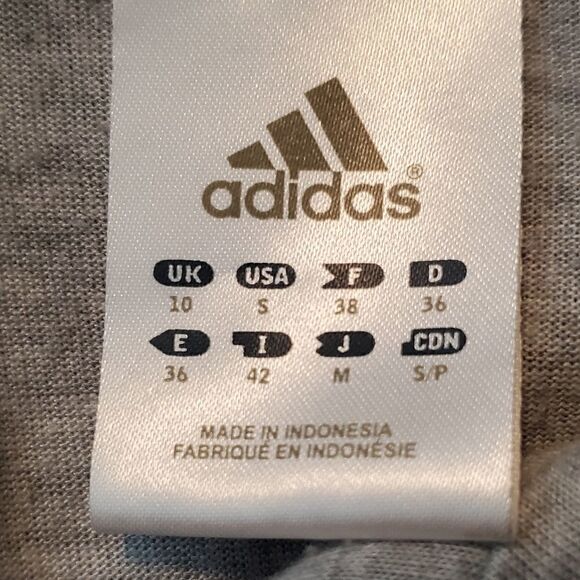 adidas®
UK USA F D
10 S 38 36
E I J CDN
36 42 M S/P
MADE IN INDONESIA
FABRIQUÉ EN INDONÉSIE